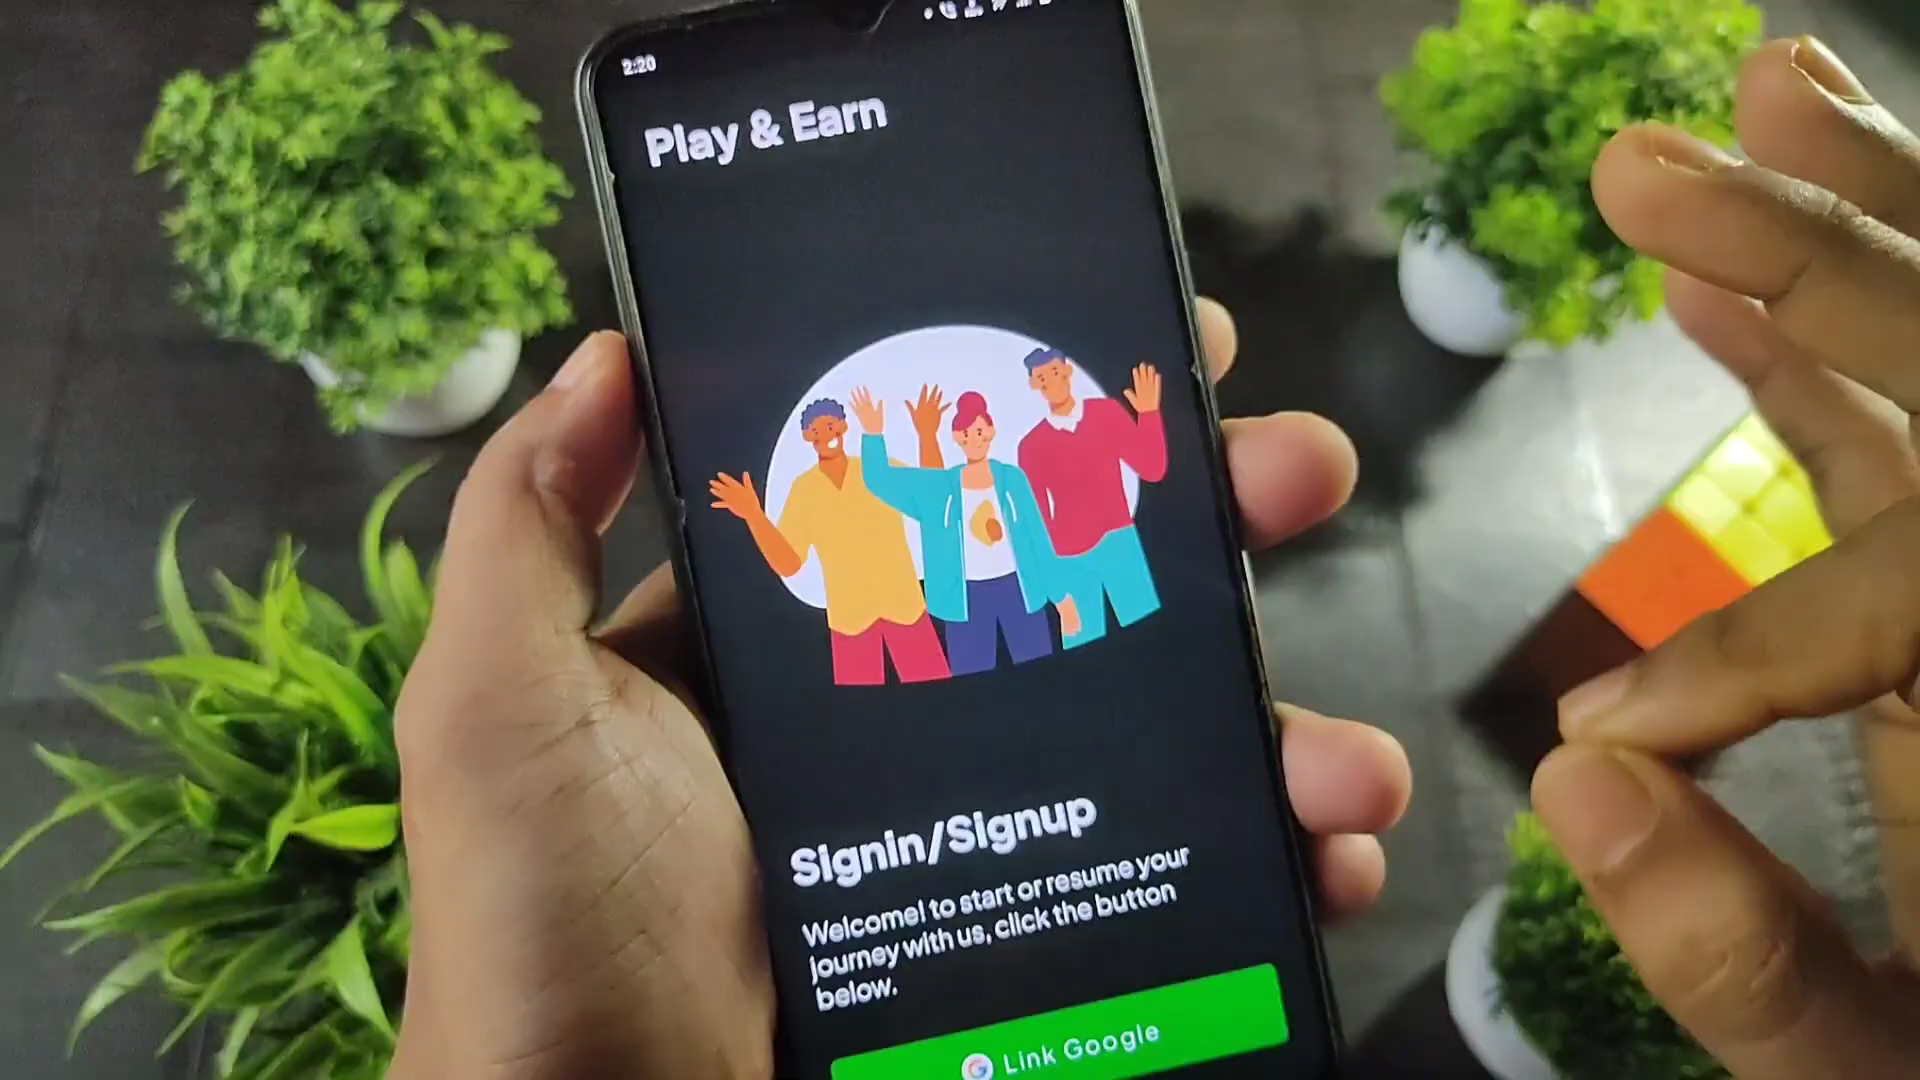 2:20
Play & Earn
Signin/Signup
Welcome! to start or resume your
journey with us, click the button
below.
G Link Google